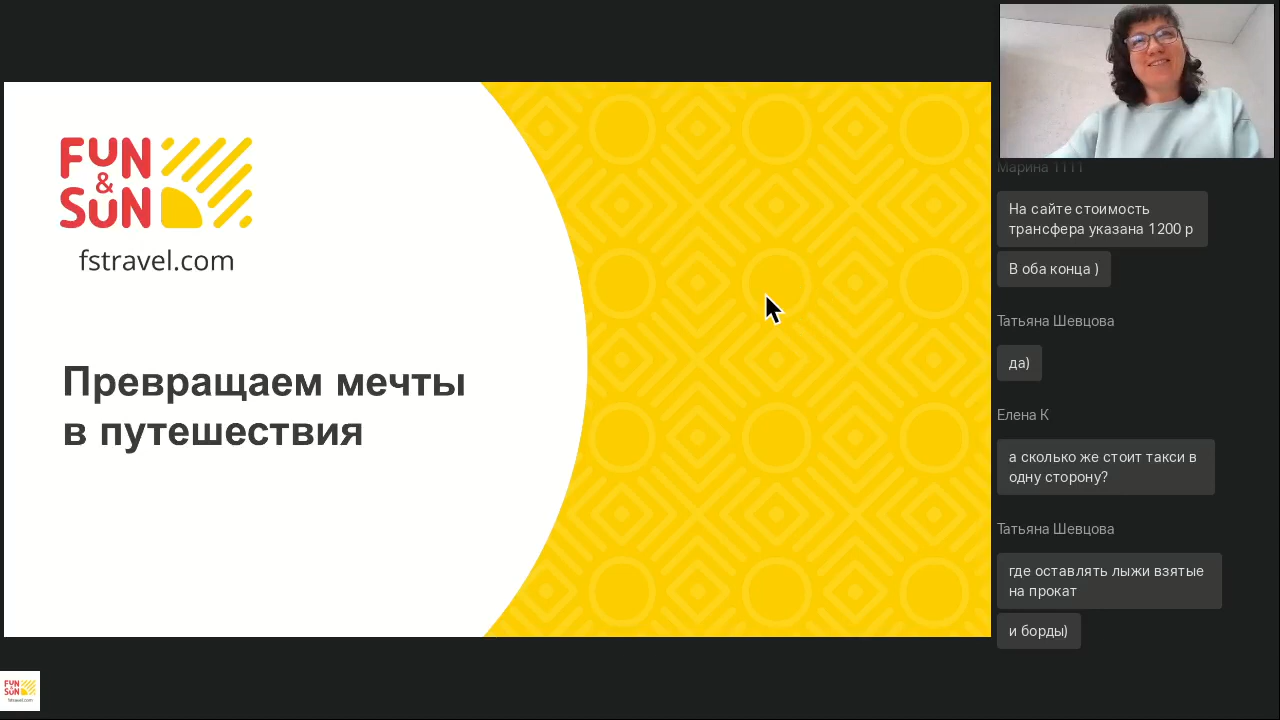 FUN
&
SUN
fstravel.com
Превращаем мечты
в путешествия
Марина 1111
На сайте стоимость
трансфера указана 1200 р
В оба конца )
Татьяна Шевцова
да)
Елена К
а сколько же стоит такси в
одну сторону?
Татьяна Шевцова
где оставлять лыжи взятые
на прокат
и борды)
FUN
&
SUN
fstravel.com